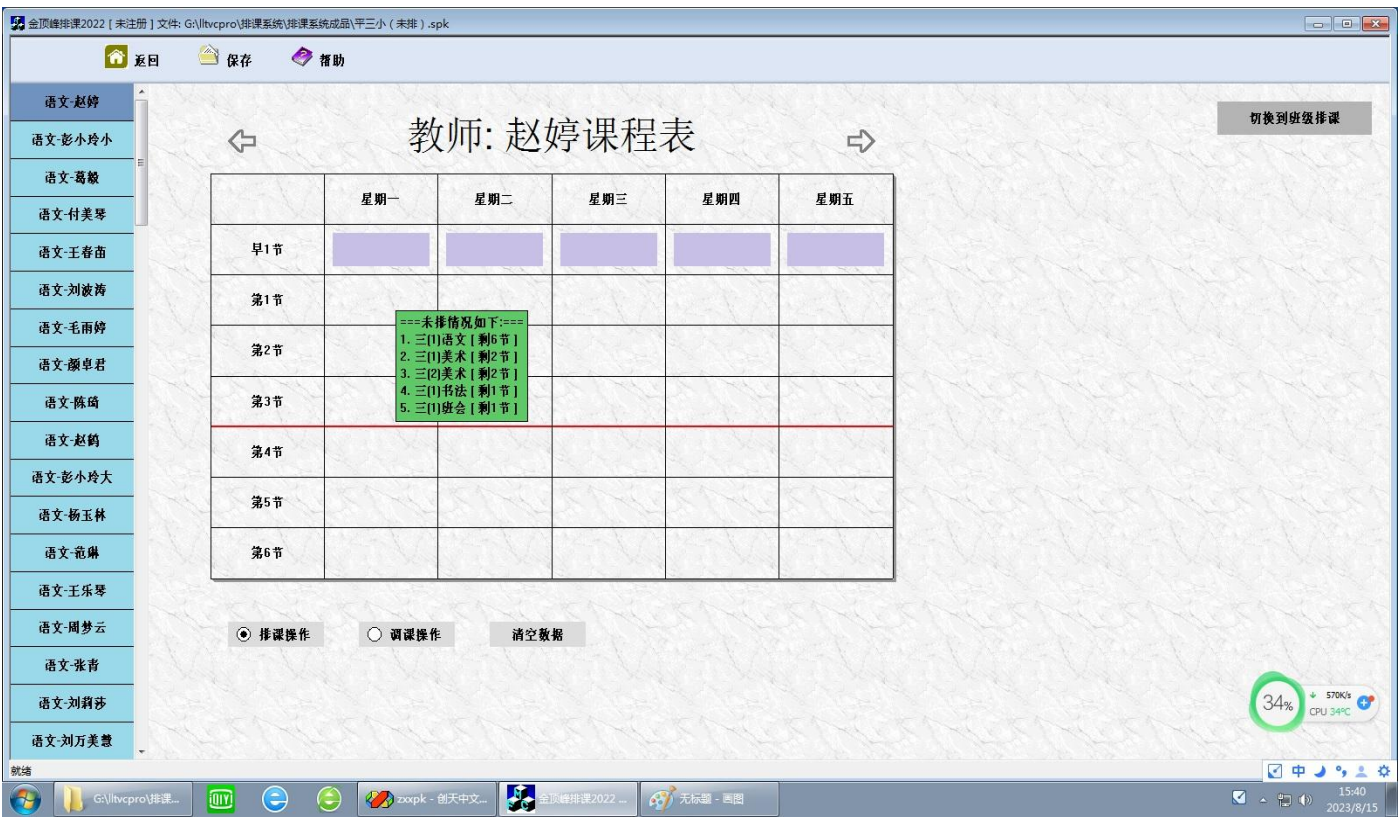 金顶峰排课2022 [ 未注册 ] 文件: G:\lltvcpro\排课系统\排课系统成品\平三小 ( 未排 ) .spk
返回 保存 帮助
切换到班级排课
语文-赵婷
语文-彭小玲小
语文-葛毅
语文-付美琴
语文-王春苗
语文-刘波涛
语文-毛雨婷
语文-颜卓君
语文-陈琦
语文-赵鹤
语文-彭小玲大
语文-杨玉林
语文-范琳
语文-王乐琴
语文-周梦云
语文-张青
语文-刘莉莎
语文-刘万美慧
教师: 赵婷课程表
星期一 星期二 星期三 星期四 星期五
早1节
第1节
第2节
第3节
第4节
第5节
第6节
===未排情况如下:===
1. 三(1)语文 [ 剩6节 ]
2. 三(1)美术 [ 剩2节 ]
3. 三(2)美术 [ 剩2节 ]
4. 三(1)书法 [ 剩1节 ]
5. 三(1)班会 [ 剩1节 ]
排课操作 调课操作 清空数据
34% 570K/s
CPU 34°C
就绪
中
G:\lltvcpro\排课... QIY zxxpk - 创天中文... 金顶峰排课2022 ... 无标题 - 画图
15:40
2023/8/15